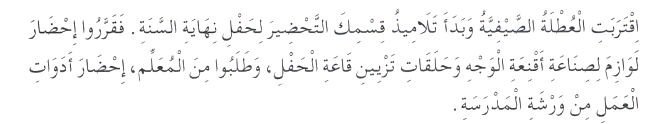 اِقْتَرَبَتِ الْعُطْلَةُ الصَّيْفِيَّةُ وَبَدَأَ تَلَامِيذُ قِسْمِكَ التَّحْضِيرَ لِحَفْلِ نِهَايَةِ السَّنَةِ. فَقَرَّرُوا إِحْضَارَ
لَوَازِمَ لِصِنَاعَةِ أَقْنِعَةِ الْوَجْهِ وَحَلَقَاتِ تَزْيِينِ قَاعَةِ الْحَفْلِ، وَطَلَبُوا مِنَ الْمُعَلِّمِ، إِحْضَارَ أَدَوَاتِ
الْعَمَلِ مِنْ وَرْشَةِ الْمَدْرَسَةِ.